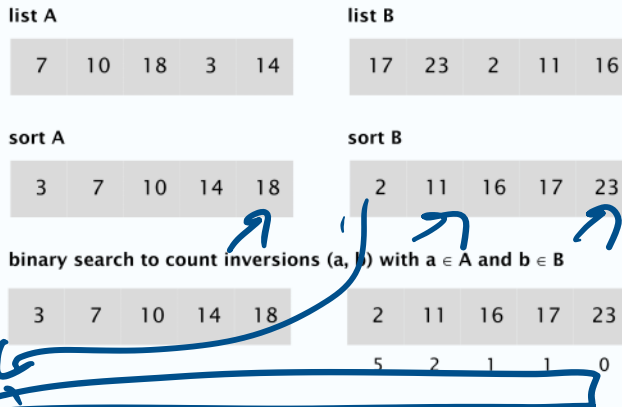 list A list B
7 10 18 3 14 17 23 2 11 16
sort A sort B
3 7 10 14 18 2 11 16 17 23
binary search to count inversions (a, b) with a ∈ A and b ∈ B
3 7 10 14 18 2 11 16 17 23
5 2 1 1 0